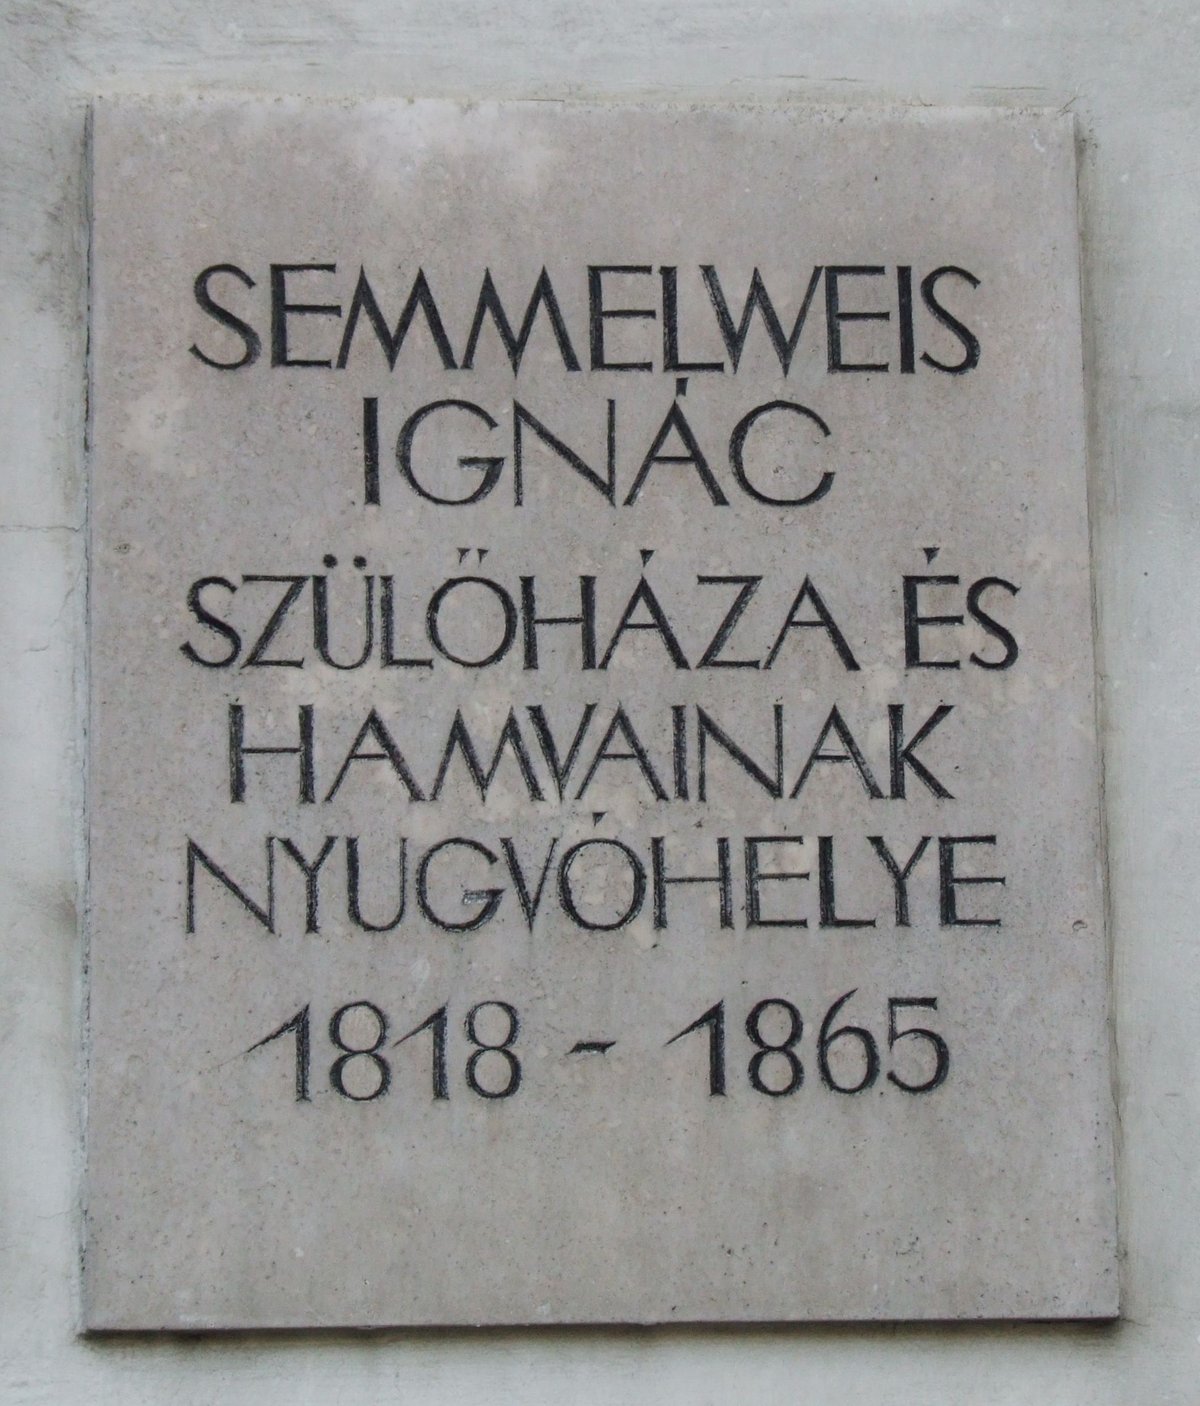 SEMMELWEIS
IGNÁC
SZÜLŐHÁZA ÉS
HAMVAINAK
NYUGVÓHELYE
1818 - 1865